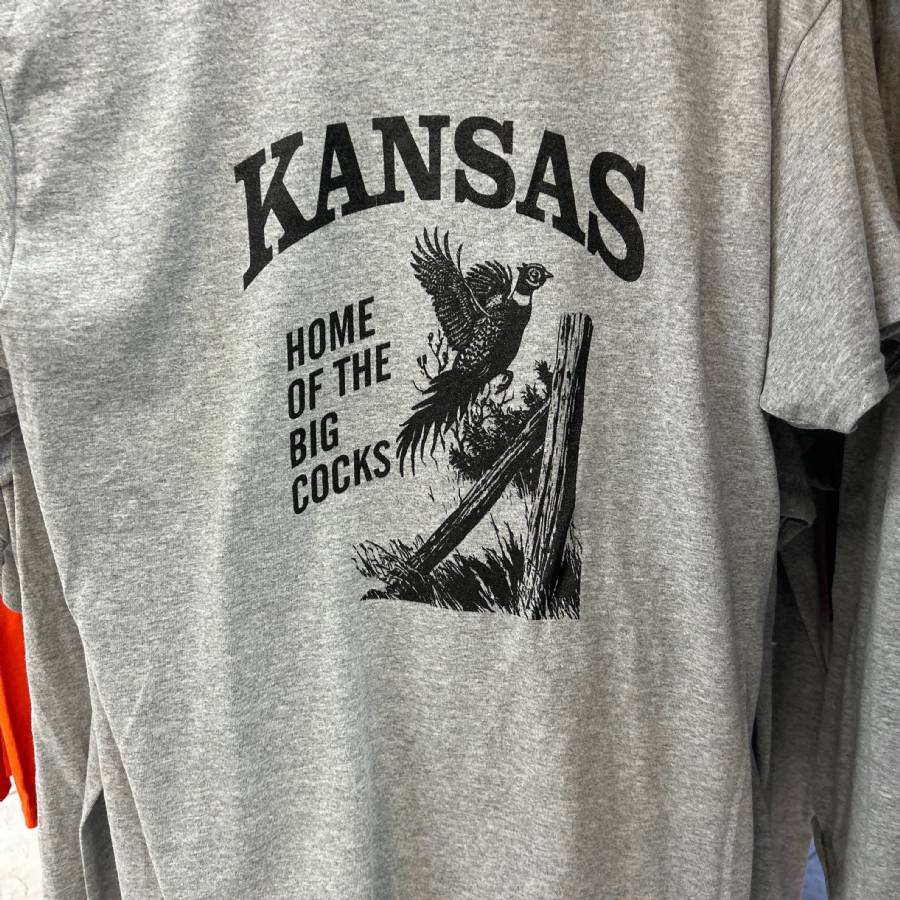 KANSAS
HOME
OF THE
BIG
COCKS